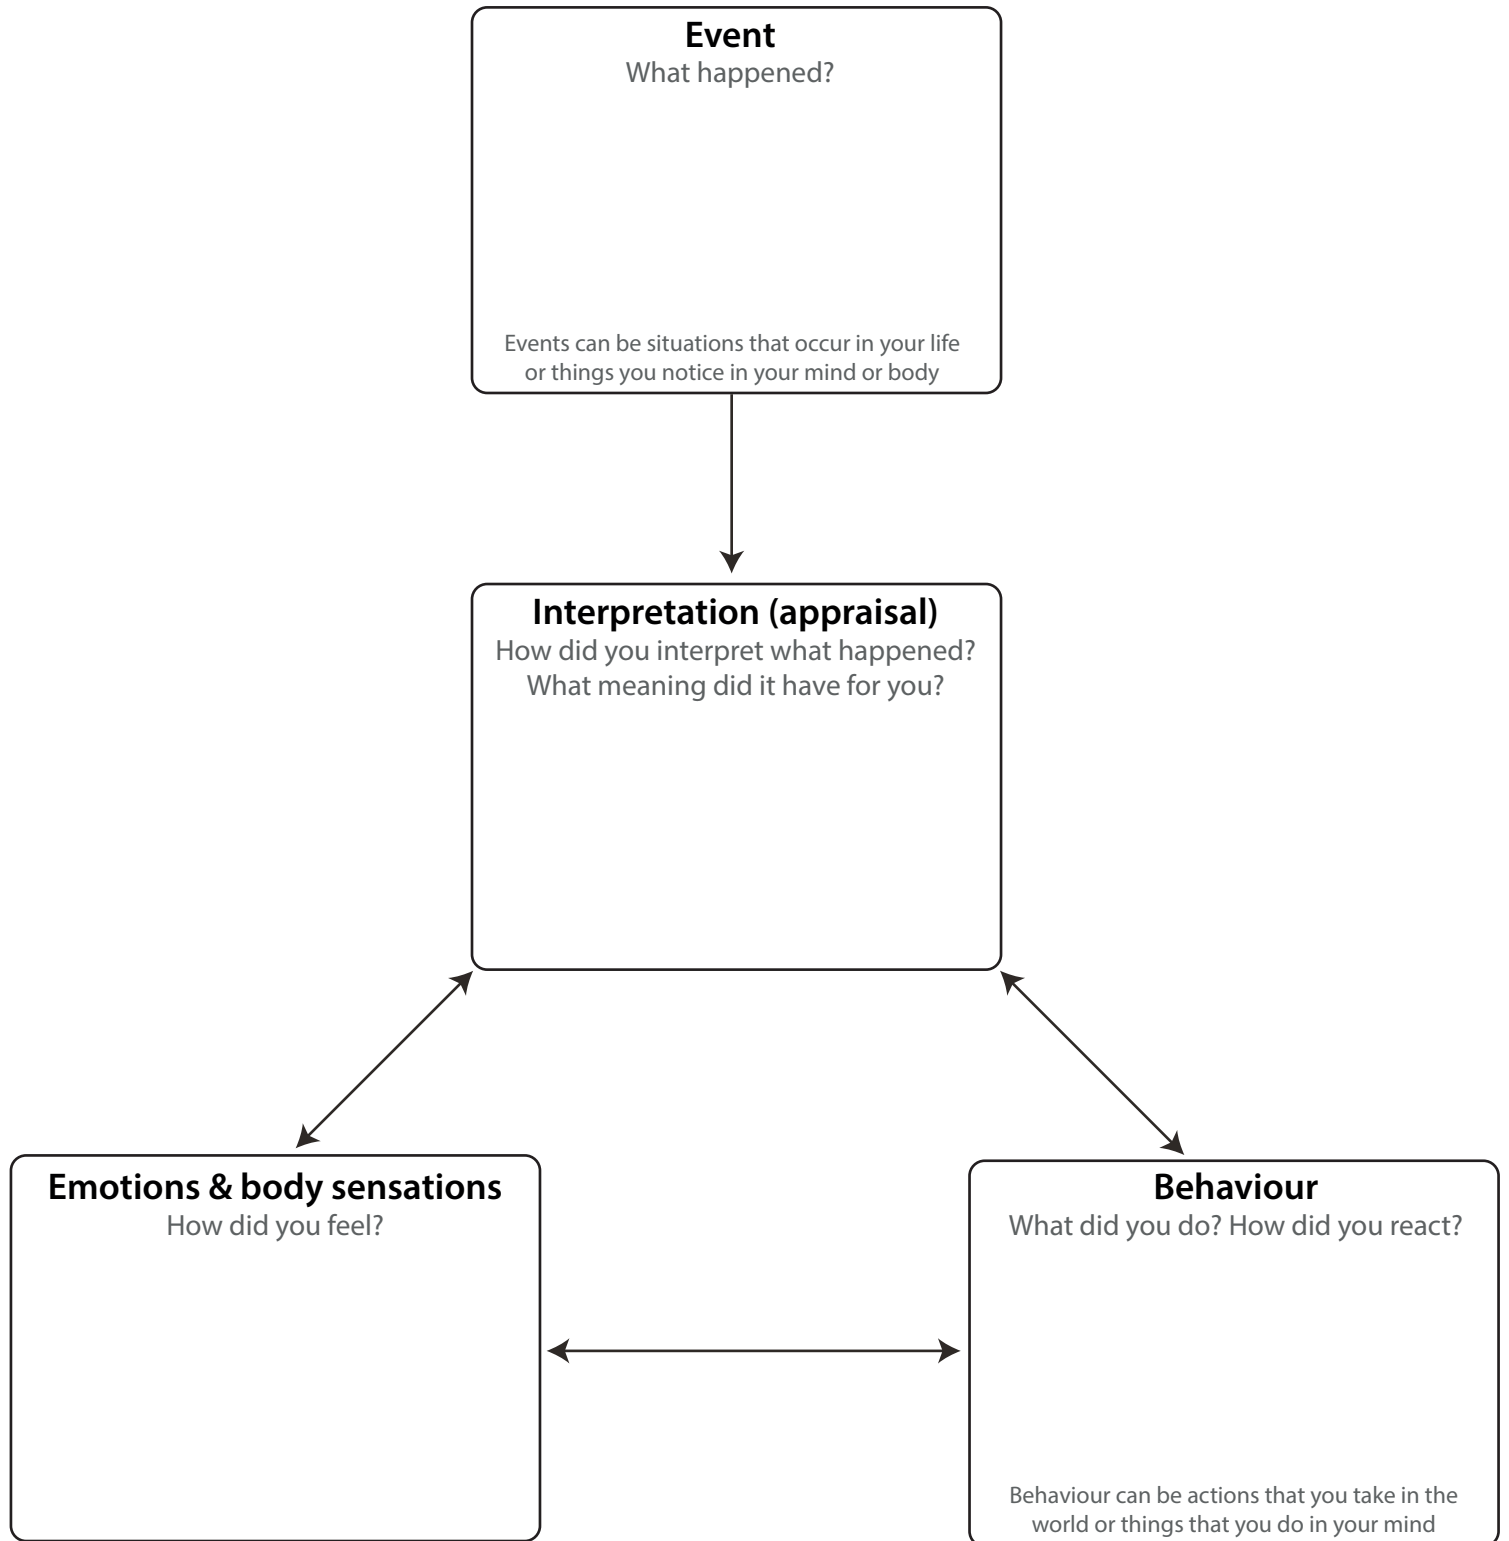 Event
What happened?
Events can be situations that occur in your life
or things you notice in your mind or body
Interpretation (appraisal)
How did you interpret what happened?
What meaning did it have for you?
Emotions & body sensations
How did you feel?
Behaviour
What did you do? How did you react?
Behaviour can be actions that you take in the
world or things that you do in your mind